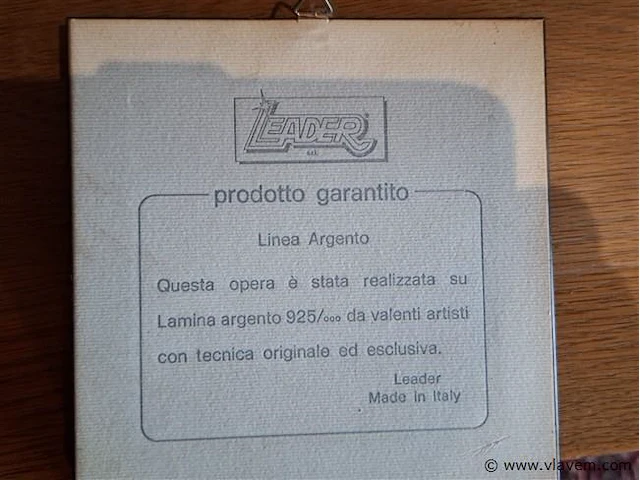 LEADER
s.r.l.
prodotto garantito
Linea Argento
Questa opera è stata realizzata su
Lamina argento 925/ooo da valenti artisti
con tecnica originale ed esclusiva.
Leader
Made in Italy
© www.vlavem.com